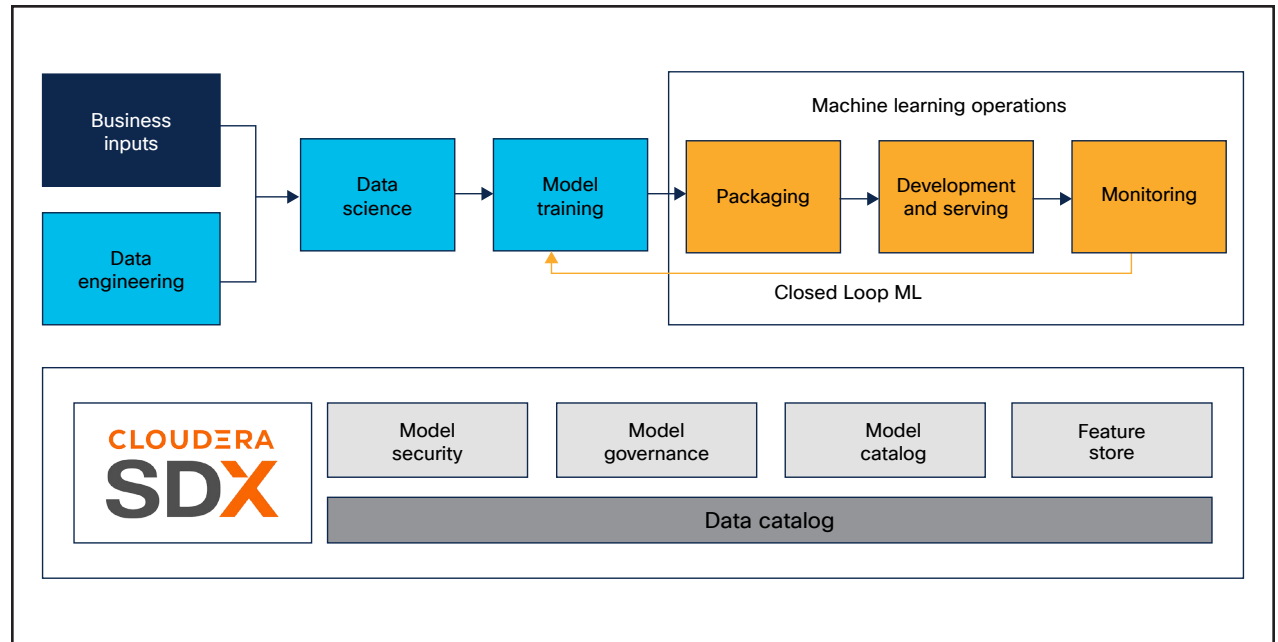 Machine learning operations
Business
inputs
Data
engineering
Data
science
Model
training
Packaging
Development
and serving
Monitoring
Closed Loop ML
CLOUDERA
SDX
Model
security
Model
governance
Model
catalog
Feature
store
Data catalog